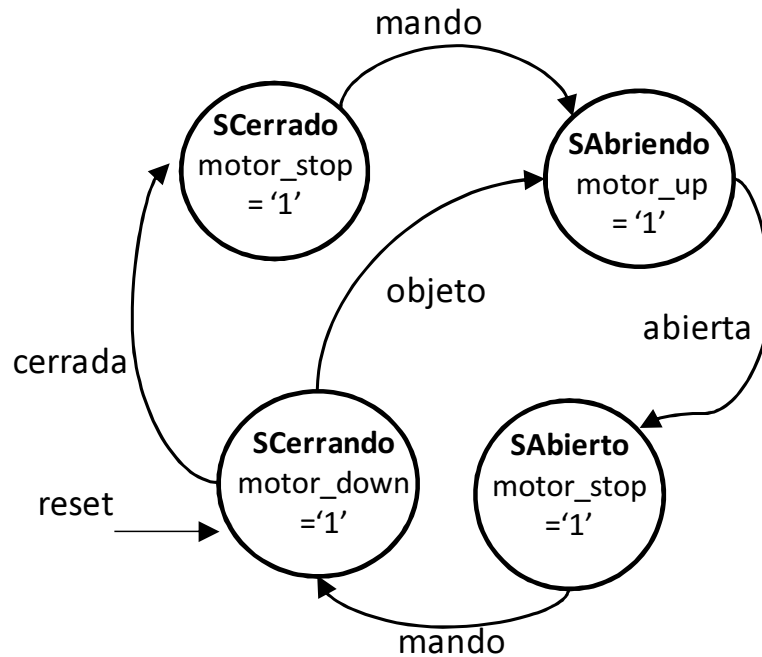 mando
SCerrado
motor_stop
= ‘1’
SAbriendo
motor_up
= ‘1’
objeto
abierta
cerrada
SCerrando
motor_down
=‘1’
SAbierto
motor_stop
=‘1’
reset
mando